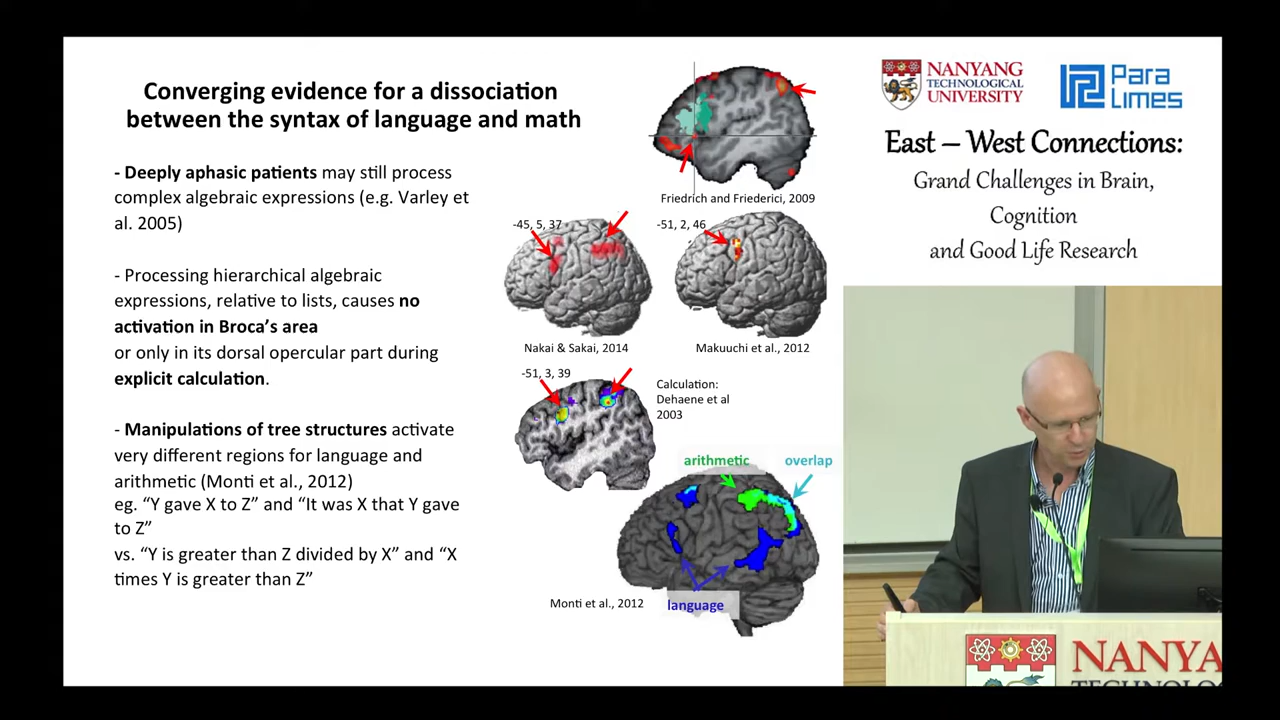 Converging evidence for a dissociation
between the syntax of language and math
- Deeply aphasic patients may still process
complex algebraic expressions (e.g. Varley et
al. 2005)
- Processing hierarchical algebraic
expressions, relative to lists, causes no
activation in Broca's area
or only in its dorsal opercular part during
explicit calculation.
- Manipulations of tree structures activate
very different regions for language and
arithmetic (Monti et al., 2012)
eg. “Y gave X to Z” and “It was X that Y gave
to Z”
vs. “Y is greater than Z divided by X” and “X
times Y is greater than Z”
Friedrich and Friederici, 2009
-45, 5, 37
-51, 2, 46
Nakai & Sakai, 2014
Makuuchi et al., 2012
-51, 3, 39
Calculation:
Dehaene et al
2003
arithmetic
overlap
Monti et al., 2012
language
NANYANG
TECHNOLOGICAL
UNIVERSITY
Para
Limes
East – West Connections:
Grand Challenges in Brain,
Cognition
and Good Life Research
NANYA
TECHNOLOG